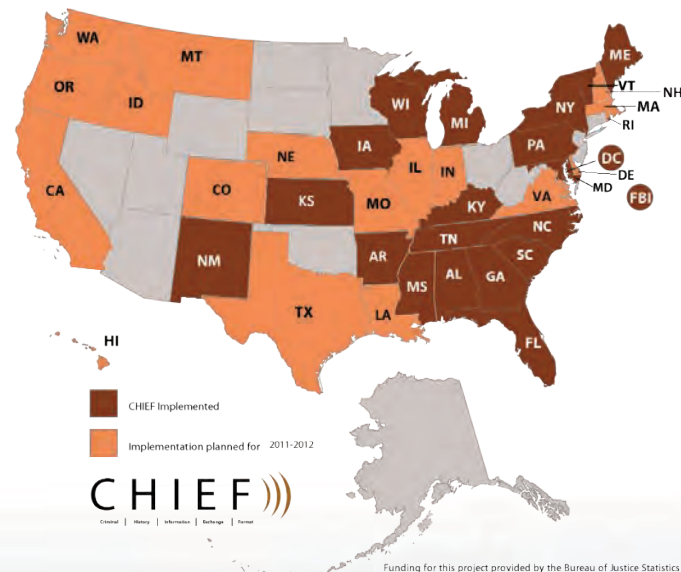 WA
MT
ME
OR
ID
VT
NH
WI
NY
MA
MI
RI
IA
PA
NE
DC
IL
IN
DE
CA
CO
MD
KS
MO
KY
VA
FBI
NC
TN
NM
AR
SC
MS
AL
GA
TX
LA
HI
FL
CHIEF Implemented
Implementation planned for 2011-2012
CHIEF
Criminal | History | Information | Exchange | Format
Funding for this project provided by the Bureau of Justice Statistics